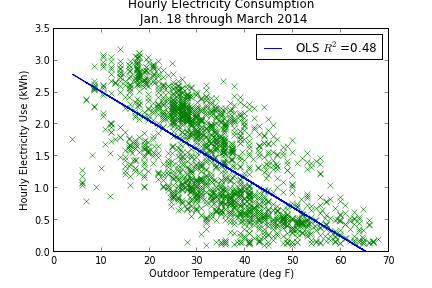 Hourly Electricity Consumption
Jan. 18 through March 2014
3.5
3.0
2.5
2.0
1.5
1.0
0.5
0.0
Hourly Electricity Use (kWh)
OLS R² =0.48
0 10 20 30 40 50 60 70
Outdoor Temperature (deg F)